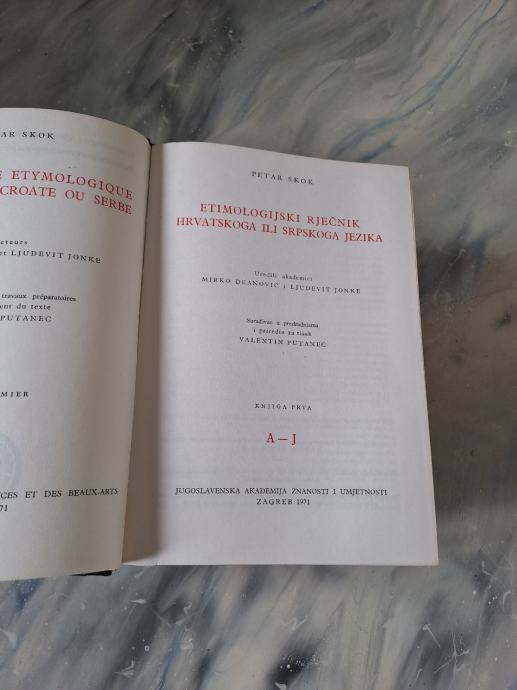 AR SKOK
E ETYMOLOGIQUE
CROATE OU SERBE
cteurs
et LJUDEVIT JONKE
travaux préparatoires
ent du texte
PUTANEC
MIER
CES ET DES BEAUX-ARTS
71
PETAR SKOK
ETIMOLOGIJSKI RJEČNIK
HRVATSKOGA ILI SRPSKOGA JEZIKA
Uredili akademici
MIRKO DEANOVIĆ i LJUDEVIT JONKE
Surađivao u predradnjama
i priredio za tisak
VALENTIN PUTANEC
KNJIGA PRVA
A — J
JUGOSLAVENSKA AKADEMIJA ZNANOSTI I UMJETNOSTI
ZAGREB 1971